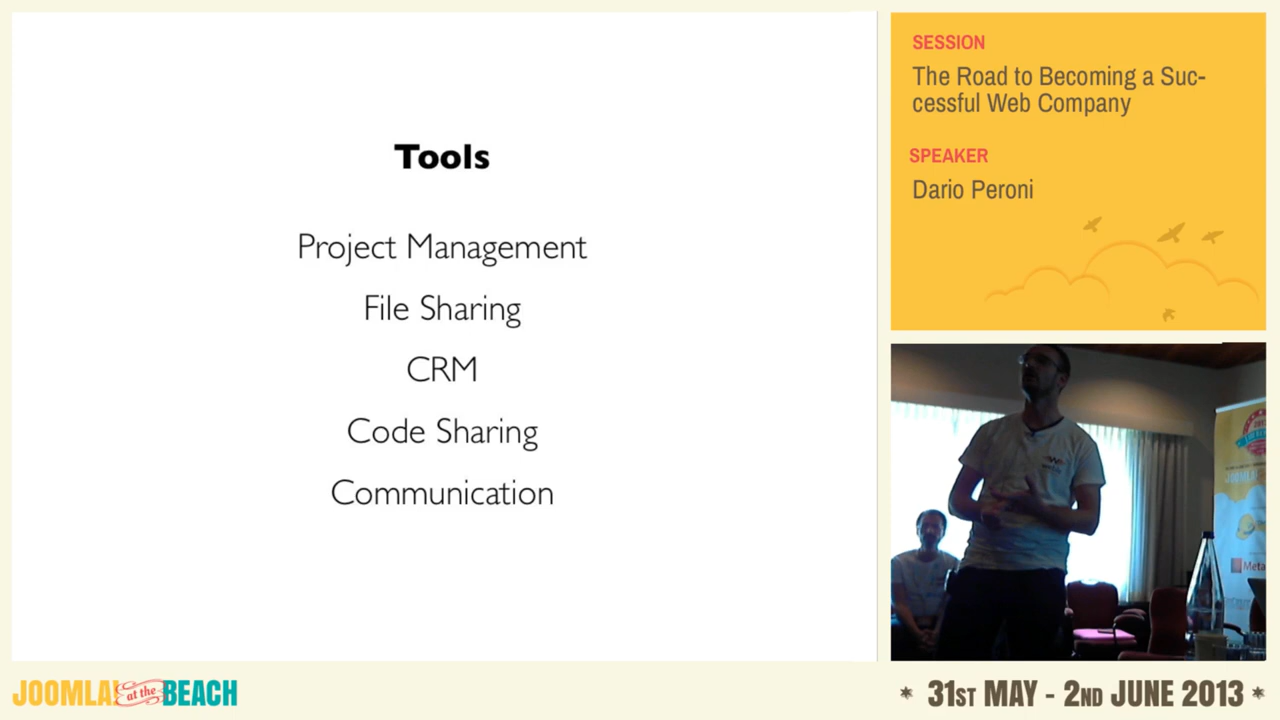 Tools
Project Management
File Sharing
CRM
Code Sharing
Communication
SESSION
The Road to Becoming a Suc-
cessful Web Company
SPEAKER
Dario Peroni
Meta
JOOMLA! at the BEACH
* 31ST MAY - 2ND JUNE 2013 *